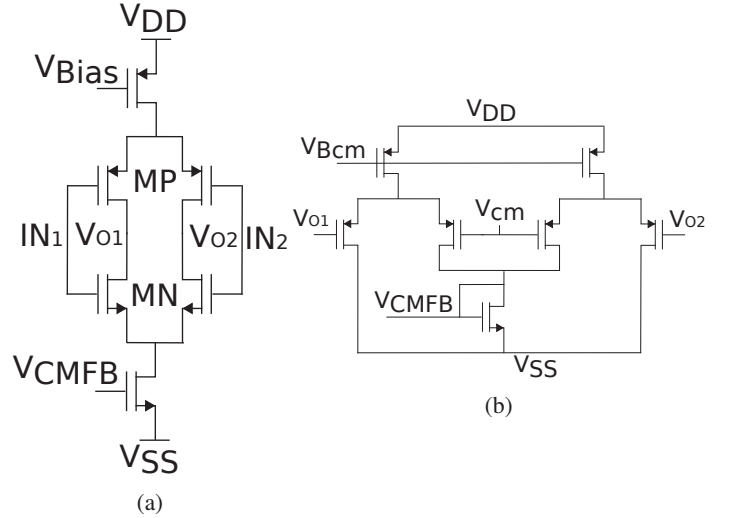 VDD
VBias
MP
IN1 VO1 VO2 IN2
MN
VCMFB
VSS
(a)
VDD
VBcm
VO1 Vcm VO2
VCMFB
VSS
(b)